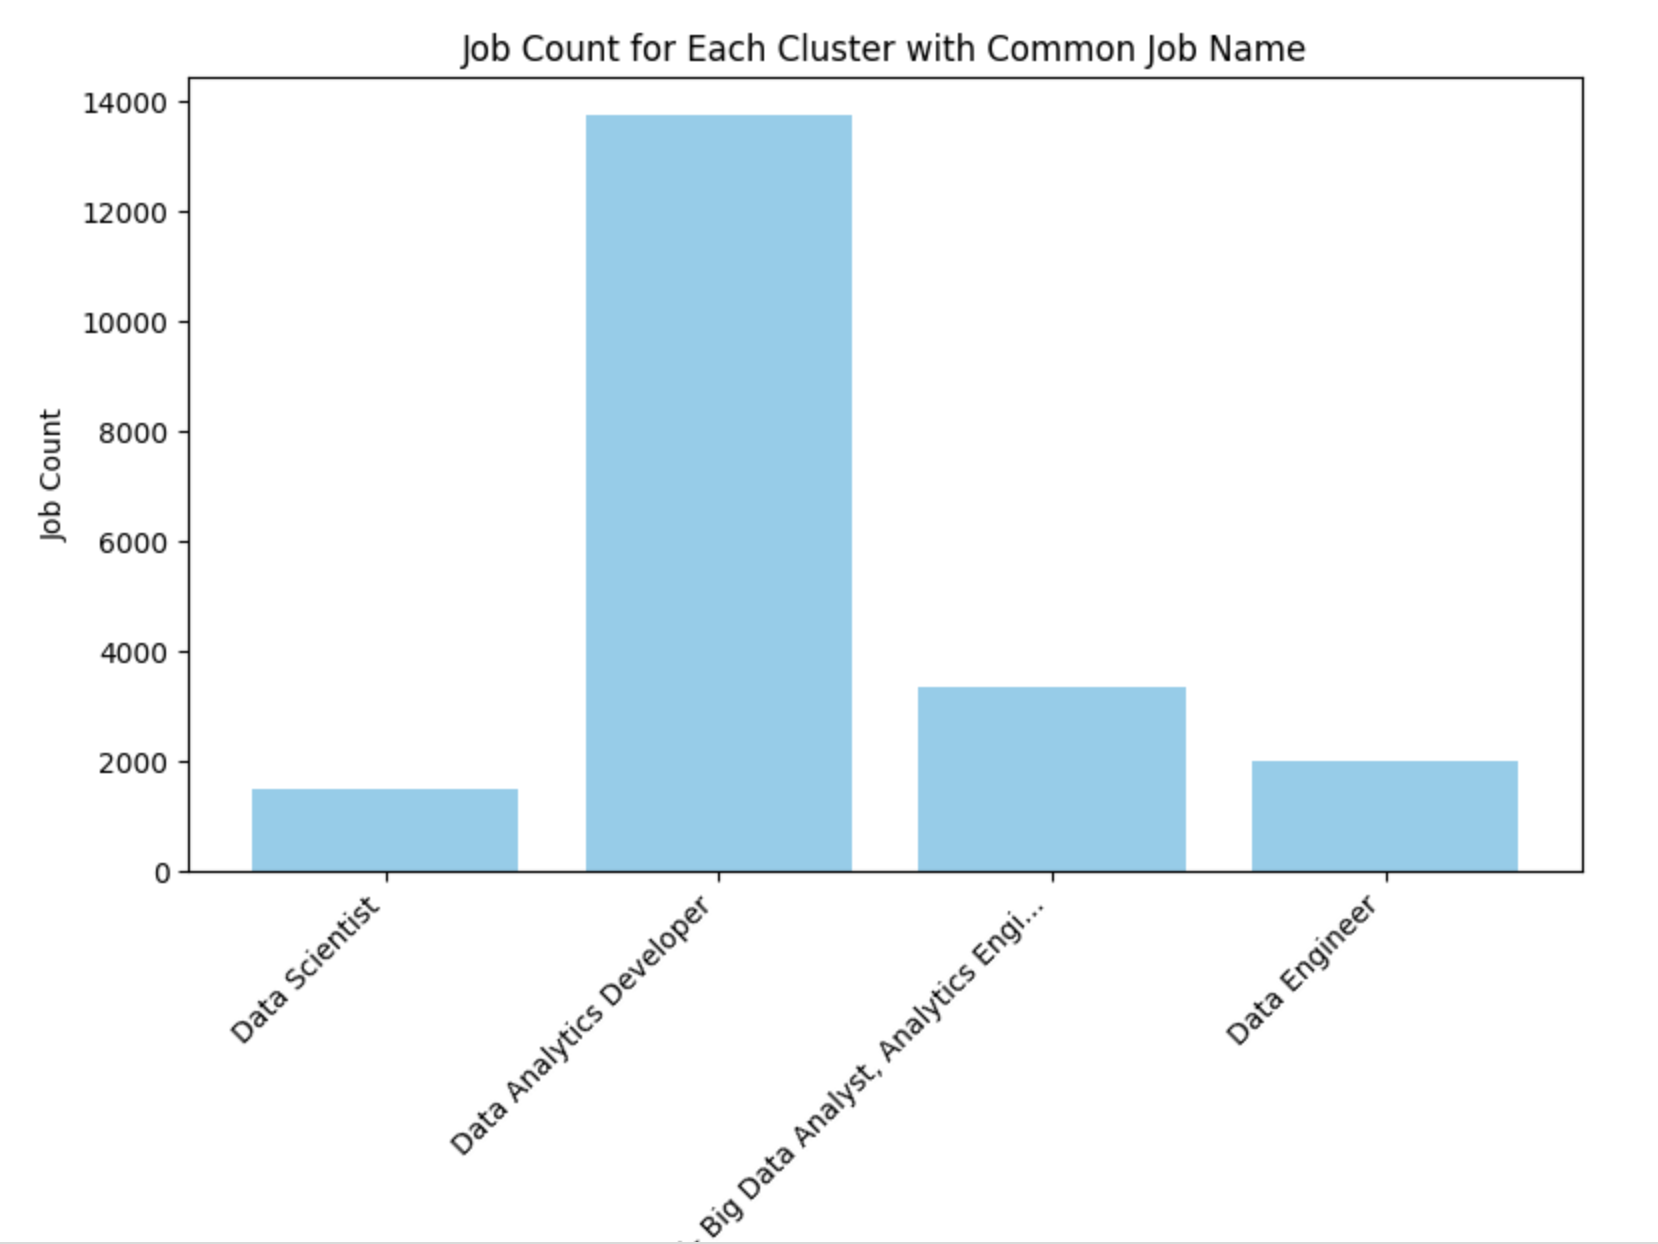 Job Count for Each Cluster with Common Job Name
14000
12000
10000
8000
6000
4000
2000
0
Job Count
Data Scientist
Data Analytics Developer
Big Data Analyst, Analytics Engi...
Data Engineer